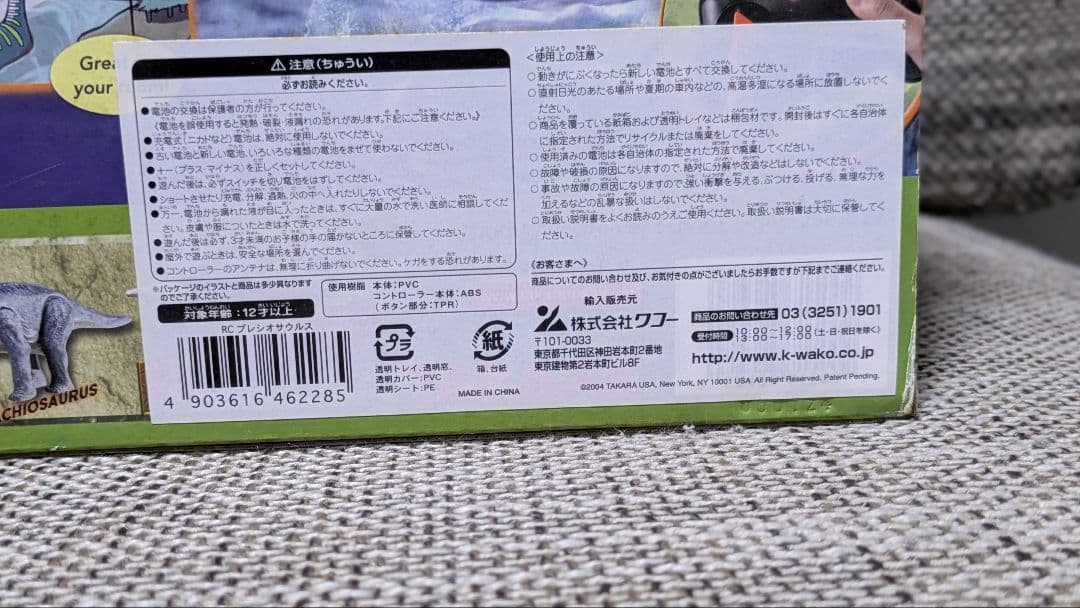 Grea
your
⚠注意(ちゅうい)
必ずお読みください。
●電池の交換は保護者の方が行ってください。
《電池を誤使用すると発熱・破裂・液漏れの恐れがあります。下記にご注意ください。》
●充電式(ニカドなど)電池は、絶対に使用しないでください。
●古い電池と新しい電池、いろいろな種類の電池をまぜて使わないでください。
●+−(プラス・マイナス)を正しくセットしてください。
●遊んだ後は、必ずスイッチを切り電池をはずしてください。
●ショートさせたり充電、分解、過熱、火の中へ入れたりしないでください。
●万一、電池から漏れた液が目に入ったときは、すぐに大量の水で洗い医師に相談してくだ
さい。皮膚や服についたときは水で洗ってください。
●遊んだ後は必ず、3才未満のお子様の手の届かないところに保管してください。
●屋外で遊ぶときは、安全な場所を選んでください。
●コントローラーのアンテナは、無理に折り曲げないでください。ケガをする恐れがあります。
※パッケージのイラストと商品は多少異なります
のでご了承ください。
対象年齢:12才以上
使用樹脂 本体:PVC
コントローラー本体:ABS
(ボタン部分:TPR)
RC プレシオサウルス
4 903616 462285
プラ
透明トレイ、透明窓、
透明カバー:PVC
透明シート:PE
紙
箱、台紙
MADE IN CHINA
<使用上の注意>
○動きがにぶくなったら新しい電池とすべて交換してください。
○直射日光のあたる場所や夏期の車内などの、高温多湿になる場所に放置しないでく
ださい。
○商品を覆っている紙箱および透明トレイなどは梱包材です。開封後はすぐに各自治体
に指定された方法でリサイクルまたは廃棄をしてください。
○使用済みの電池は各自治体の指定された方法で廃棄してください。
○故障や破損の原因になりますので、絶対に分解や改造などはしないでください。
○事故や故障の原因になりますので、強い衝撃を与える、ぶつける、投げる、無理な力を
加えるなどの乱暴な扱いはしないでください。
○取扱い説明書をよくお読みのうえご使用ください。取扱い説明書は大切に保管してく
ださい。
《お客さまへ》
商品についてのお問い合わせ及び、お気付きの点がございましたらお手数ですが下記までご連絡ください。
輸入販売元
株式会社ワコー
〒101-0033
東京都千代田区神田岩本町2番地
東京建物第2岩本町ビル8F
商品のお問い合わせ先 03(3251)1901
受付時間 10:00〜12:00 (土・日・祝日を除く)
13:00〜17:00
http://www.k-wako.co.jp
©2004 TAKARA USA, New York, NY 10001 USA All Right Reserved, Patent Pending.
CHIOSAURUS